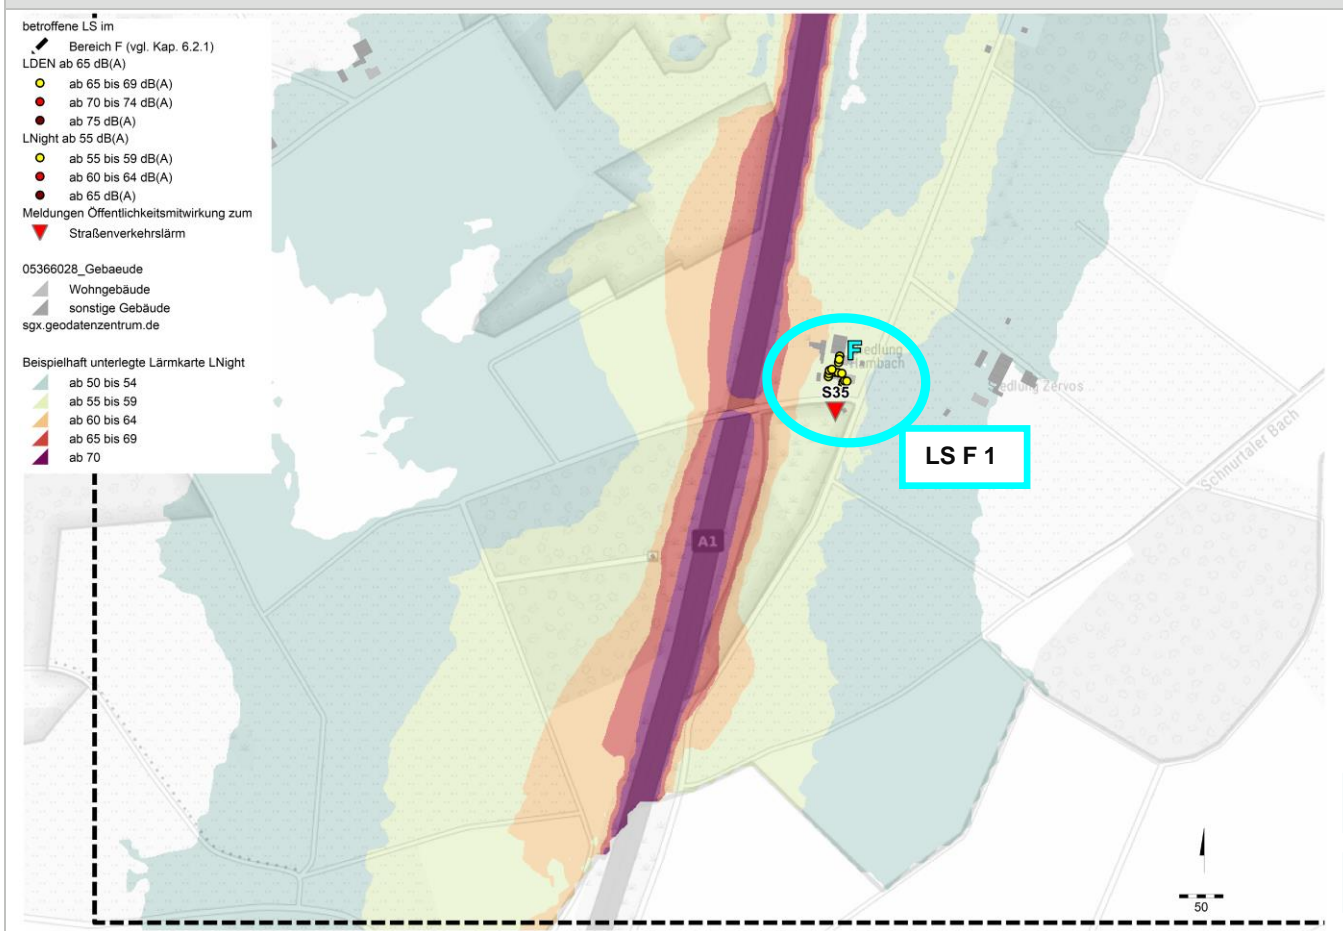 betroffene LS im
Bereich F (vgl. Kap. 6.2.1)
LDEN ab 65 dB(A)
ab 65 bis 69 dB(A)
ab 70 bis 74 dB(A)
ab 75 dB(A)
LNight ab 55 dB(A)
ab 55 bis 59 dB(A)
ab 60 bis 64 dB(A)
ab 65 dB(A)
Meldungen Öffentlichkeitsmitwirkung zum
Straßenverkehrslärm
05366028_Gebaeude
Wohngebäude
sonstige Gebäude
sgx.geodatenzentrum.de
Beispielhaft unterlegte Lärmkarte LNight
ab 50 bis 54
ab 55 bis 59
ab 60 bis 64
ab 65 bis 69
ab 70
F
edlung
Hambach
S35
edlung Zervos
LS F 1
Schnurtaler Bach
A1
50